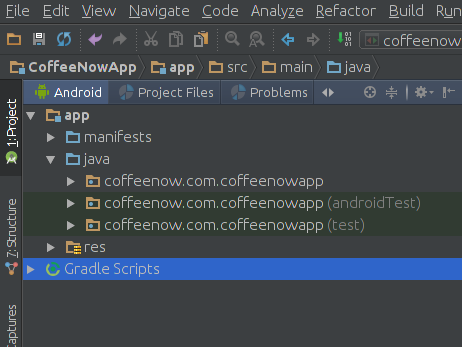 File Edit View Navigate Code Analyze Refactor Build Run
coffeenow
CoffeeNowApp app src main java
Android Project Files Problems
1: Project
app
manifests
java
coffeenow.com.coffeenowapp
coffeenow.com.coffeenowapp (androidTest)
coffeenow.com.coffeenowapp (test)
res
Gradle Scripts
7: Structure
aptures